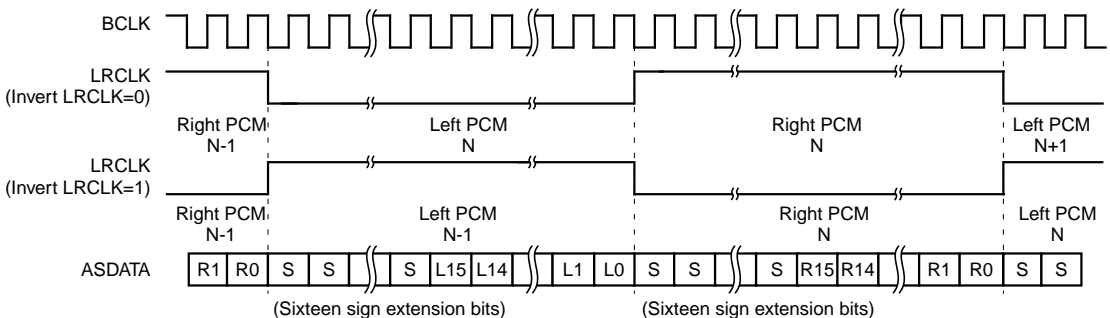 BCLK
LRCLK
(Invert LRCLK=0)
Right PCM Left PCM Right PCM Left PCM
N-1 N N N+1
LRCLK
(Invert LRCLK=1)
Right PCM Left PCM Right PCM Left PCM
N-1 N-1 N N
ASDATA R1 R0 S S S L15 L14 L1 L0 S S S R15 R14 R1 R0 S S
(Sixteen sign extension bits) (Sixteen sign extension bits)